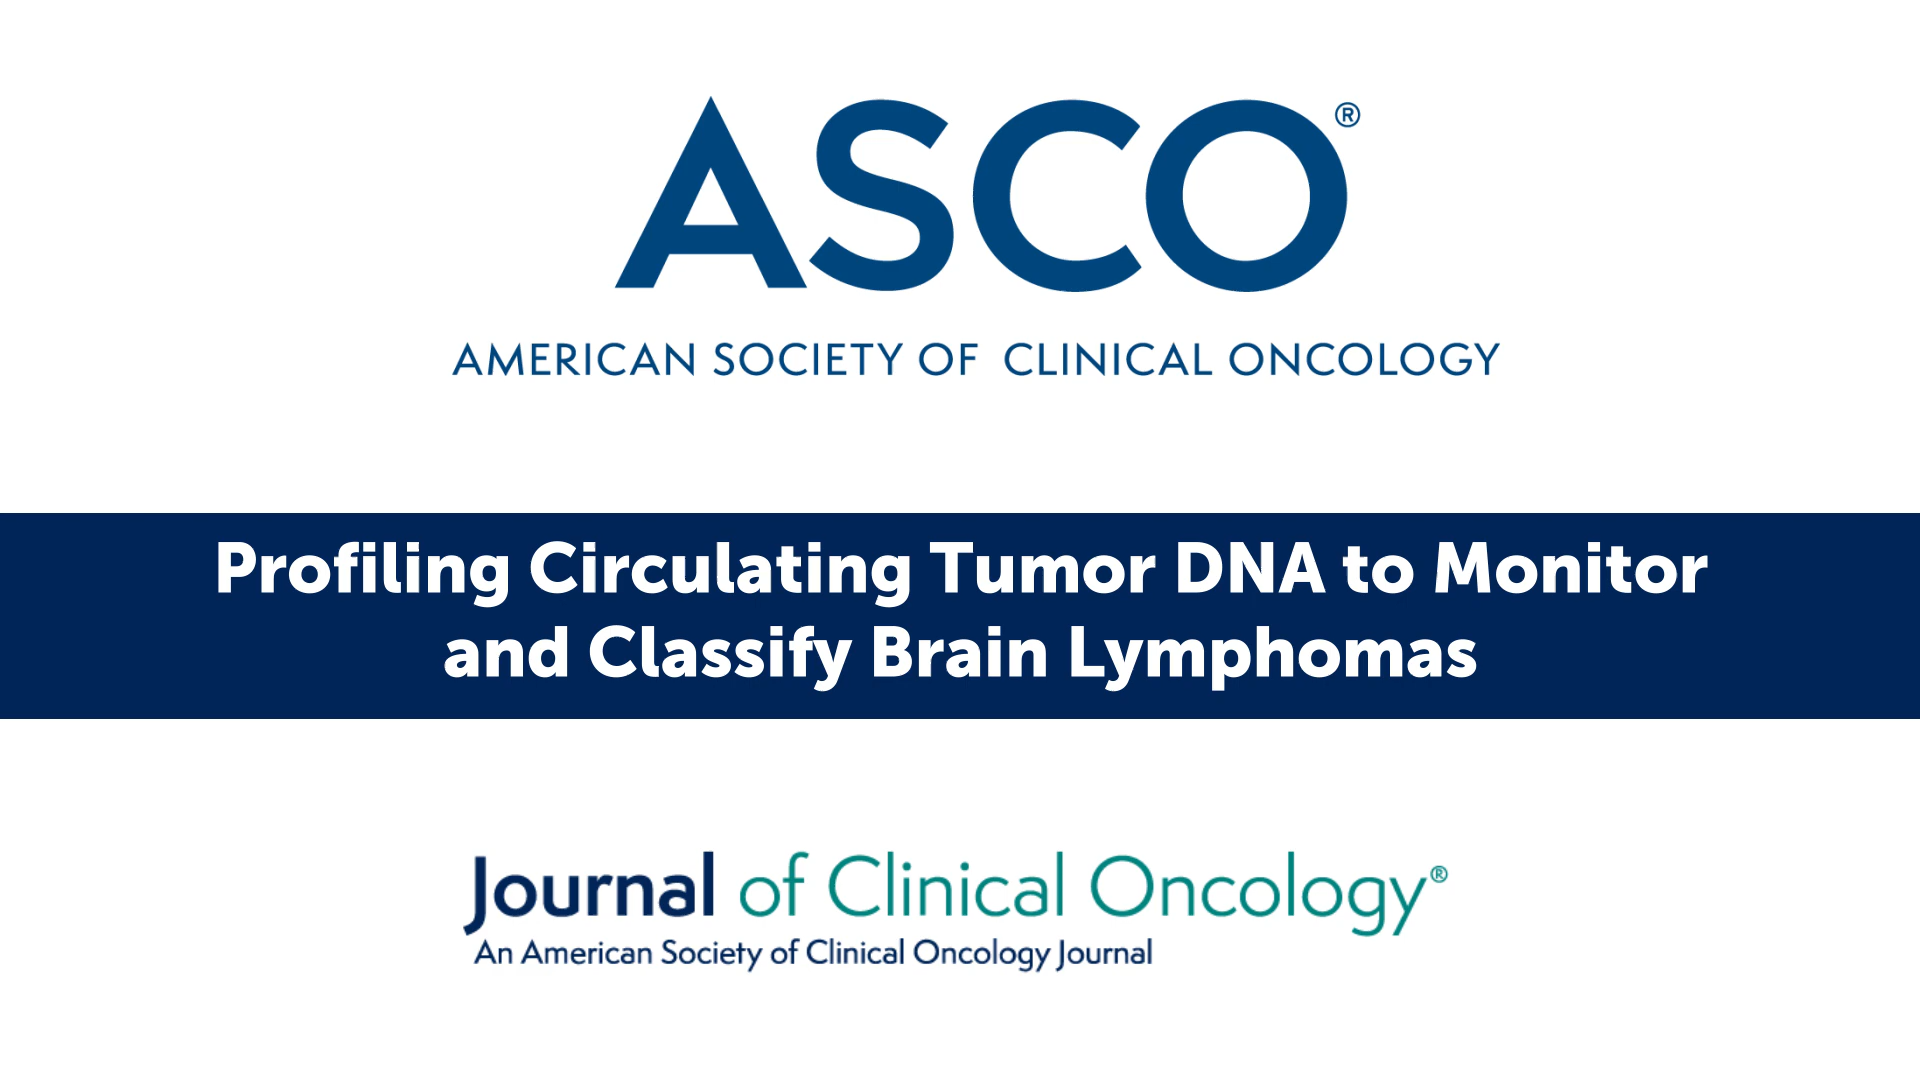 ASCO®
AMERICAN SOCIETY OF CLINICAL ONCOLOGY
Profiling Circulating Tumor DNA to Monitor
and Classify Brain Lymphomas
Journal of Clinical Oncology®
An American Society of Clinical Oncology Journal